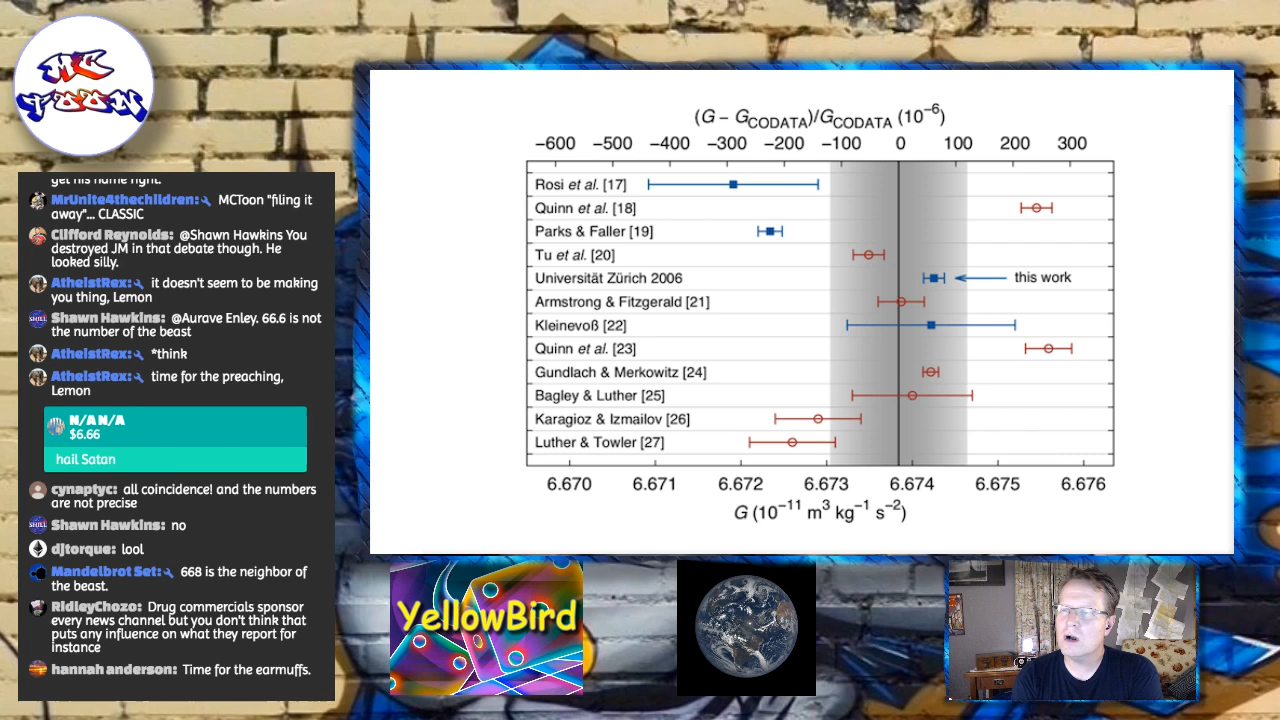 MC
TOON
get his name right.
MrUnite4thechildren: MCToon "filing it
away"... CLASSIC
Clifford Reynolds: @Shawn Hawkins You
destroyed JM in that debate though. He
looked silly.
AtheistRex: it doesn't seem to be making
you thing, Lemon
Shawn Hawkins: @Aurave Enley. 66.6 is not
the number of the beast
AtheistRex: *think
AtheistRex: time for the preaching,
Lemon
N/A N/A
$6.66
hail Satan
cynaptyc: all coincidence! and the numbers
are not precise
Shawn Hawkins: no
djtorque: lool
Mandelbrot Set: 668 is the neighbor of
the beast.
RidleyChozo: Drug commercials sponsor
every news channel but you don't think that
puts any influence on what they report for
instance
hannah anderson: Time for the earmuffs.
(G − GCODATA)/GCODATA (10−6)
−600 −500 −400 −300 −200 −100 0 100 200 300
Rosi et al. [17]
Quinn et al. [18]
Parks & Faller [19]
Tu et al. [20]
Universität Zürich 2006 this work
Armstrong & Fitzgerald [21]
Kleinevoß [22]
Quinn et al. [23]
Gundlach & Merkowitz [24]
Bagley & Luther [25]
Karagioz & Izmailov [26]
Luther & Towler [27]
6.670 6.671 6.672 6.673 6.674 6.675 6.676
G (10−11 m3 kg−1 s−2)
YellowBird